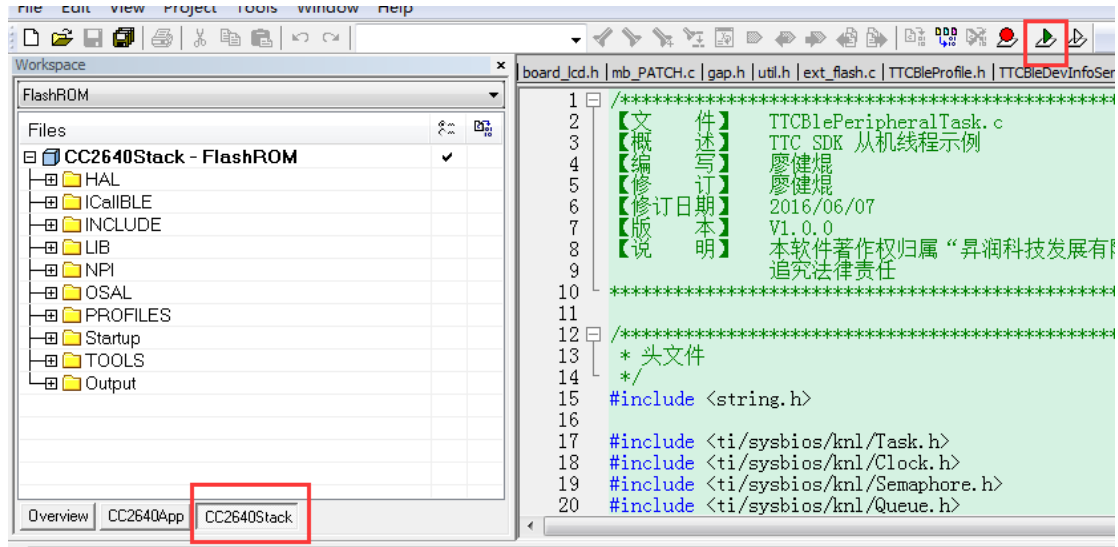 File Edit View Project Tools Window Help
Workspace ×
FlashROM
Files
CC2640Stack - FlashROM
HAL
ICallBLE
INCLUDE
LIB
NPI
OSAL
PROFILES
Startup
TOOLS
Output
Overview CC2640App CC2640Stack
board_lcd.h | mb_PATCH.c | gap.h | util.h | ext_flash.c | TTCBleProfile.h | TTCBleDevInfoSer
1 /****************************************************
2 【文 件】 TTCBlePeripheralTask.c
3 【概 述】 TTC SDK 从机线程示例
4 【编 写】 廖健焜
5 【修 订】 廖健焜
6 【修订日期】 2016/06/07
7 【版 本】 V1.0.0
8 【说 明】 本软件著作权归属“昇润科技发展有
9 追究法律责任
10 ****************************************************
11
12 /****************************************************
13 * 头文件
14 */
15 #include <string.h>
16
17 #include <ti/sysbios/knl/Task.h>
18 #include <ti/sysbios/knl/Clock.h>
19 #include <ti/sysbios/knl/Semaphore.h>
20 #include <ti/sysbios/knl/Queue.h>